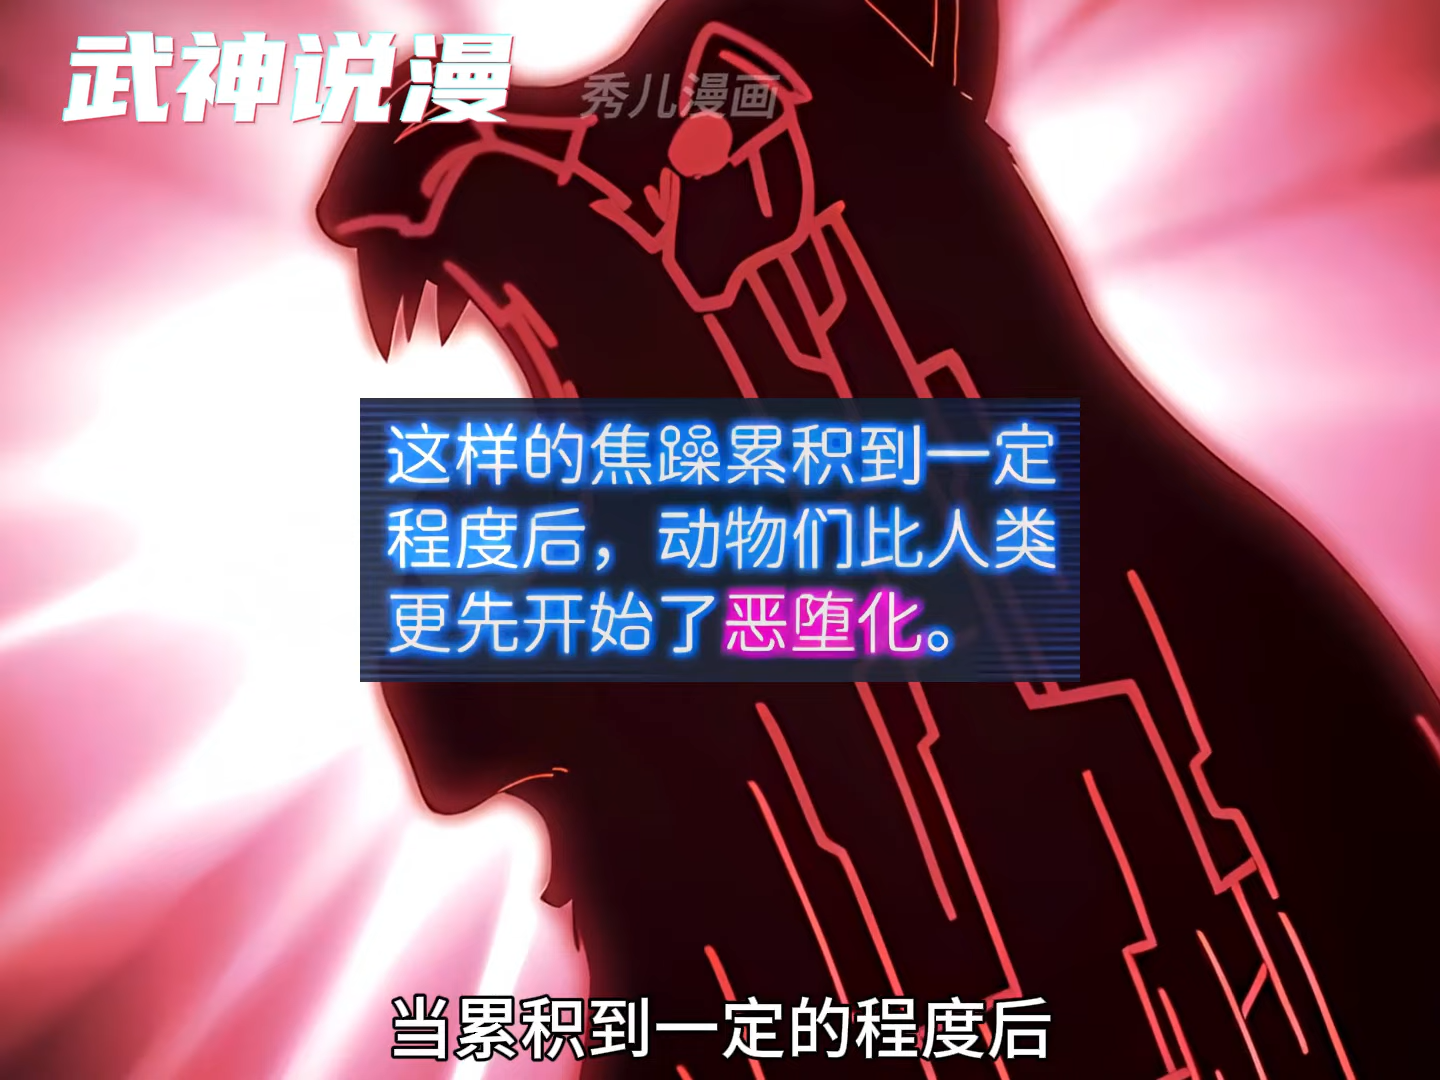 武神说漫
秀儿漫画
这样的焦躁累积到一定
程度后，动物们比人类
更先开始了恶堕化。
当累积到一定的程度后